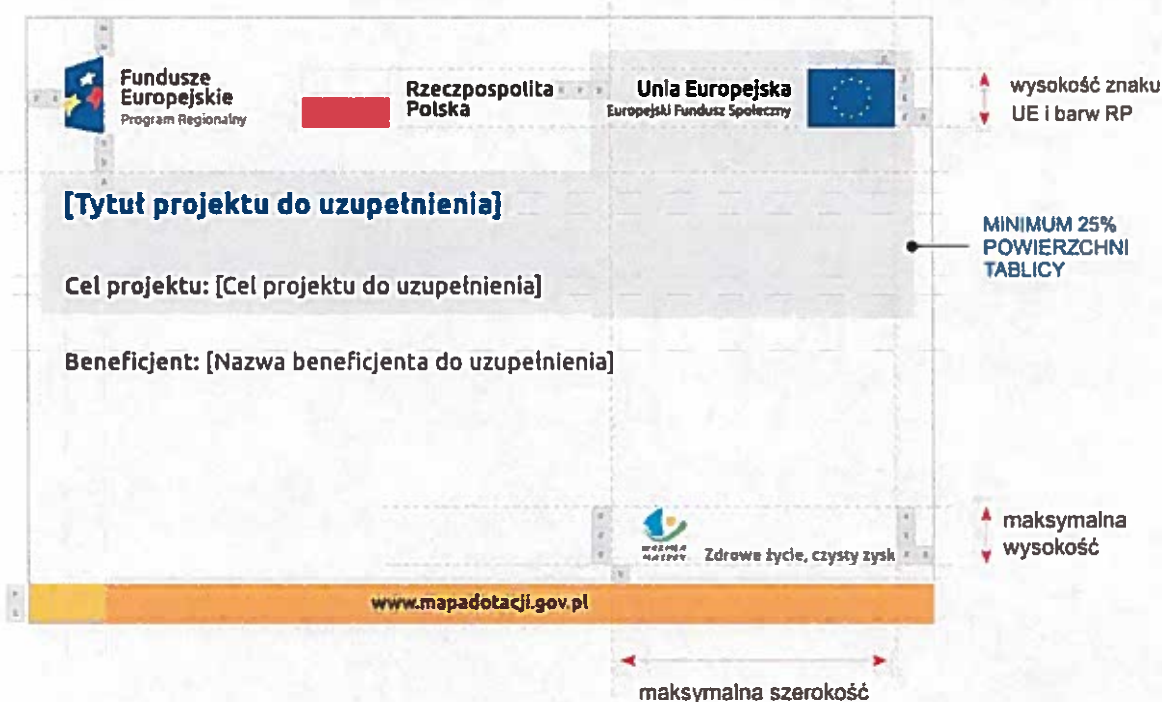 Fundusze
Europejskie
Program Regionalny
Rzeczpospolita
Polska
Unia Europejska
Europejski Fundusz Społeczny
wysokość znaku
UE i barw RP
[Tytuł projektu do uzupełnienia]
MINIMUM 25%
POWIERZCHNI
TABLICY
Cel projektu: [Cel projektu do uzupełnienia]
Beneficjent: [Nazwa beneficjenta do uzupełnienia]
maksymalna
wysokość
WARMIA
MAZURY
Zdrowe życie, czysty zysk
www.mapadotacji.gov.pl
maksymalna szerokość